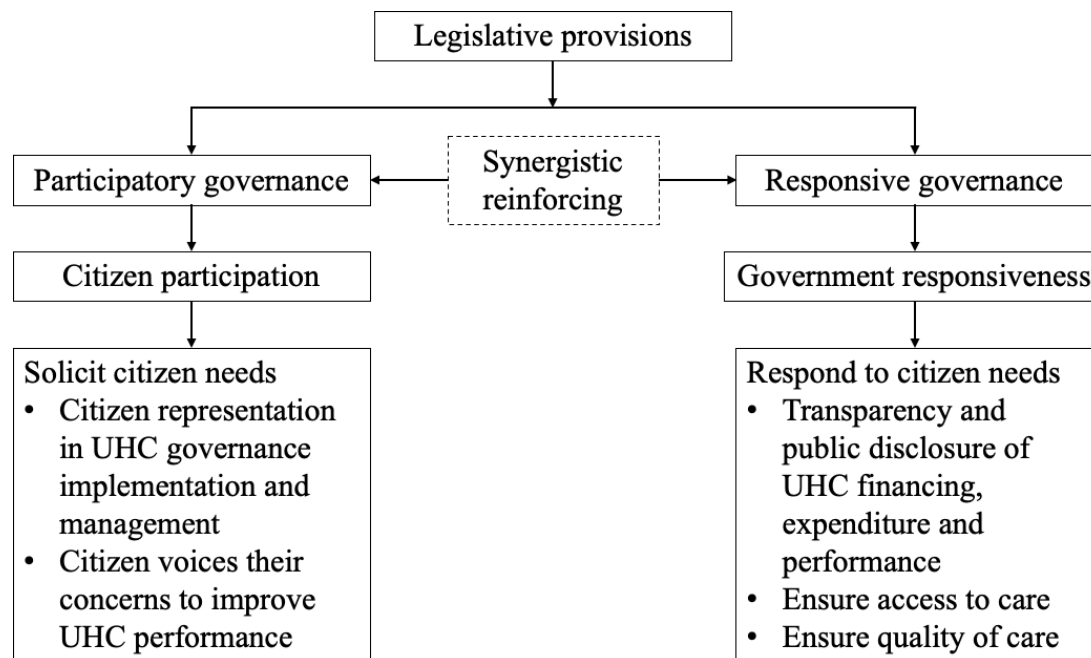 Legislative provisions
Participatory governance
Synergistic
reinforcing
Responsive governance
Citizen participation
Government responsiveness
Solicit citizen needs
• Citizen representation
in UHC governance
implementation and
management
• Citizen voices their
concerns to improve
UHC performance
Respond to citizen needs
• Transparency and
public disclosure of
UHC financing,
expenditure and
performance
• Ensure access to care
• Ensure quality of care